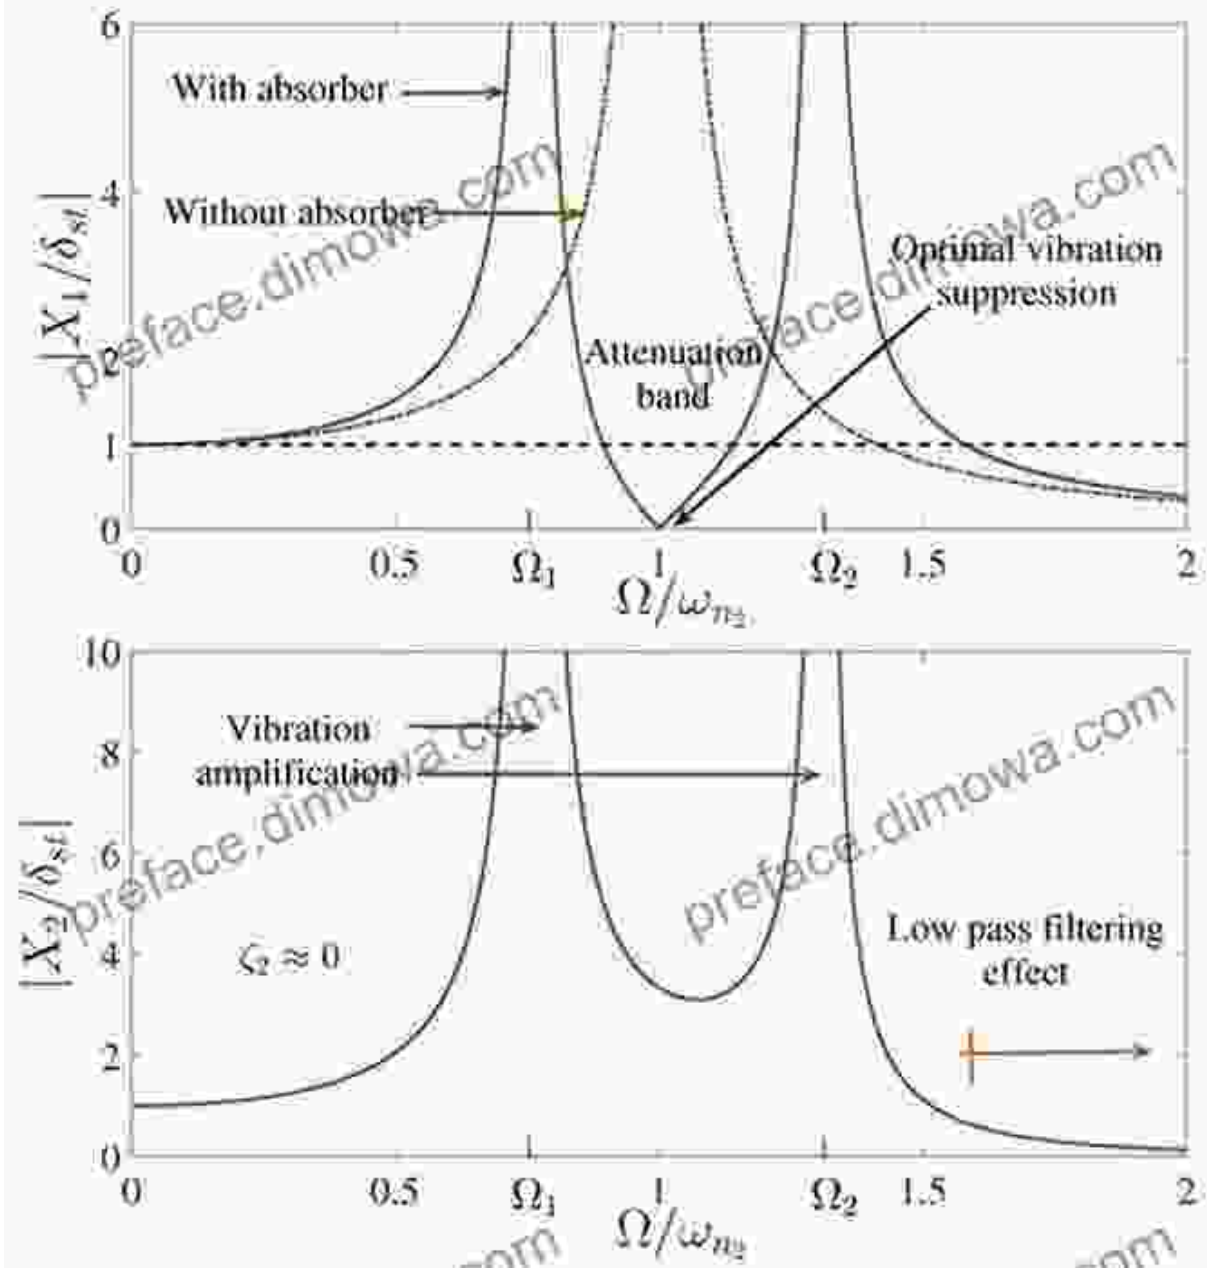 6
With absorber
4
Without absorber
Optimal vibration
suppression
|X₁/δₛₜ|
2
Attenuation
band
1
0
0 0.5 Ω₁ 1 Ω₂ 1.5 2
Ω/ωₙ₂
10
Vibration
amplification
8
|X₂/δₛₜ|
6
Low pass filtering
effect
4
ζ₂ ≈ 0
2
0
0 0.5 Ω₁ 1 Ω₂ 1.5 2
Ω/ωₙ₂
preface.dimowa.com
preface.dimowa.com
preface.dimowa.com
preface.dimowa.com
.com
.com